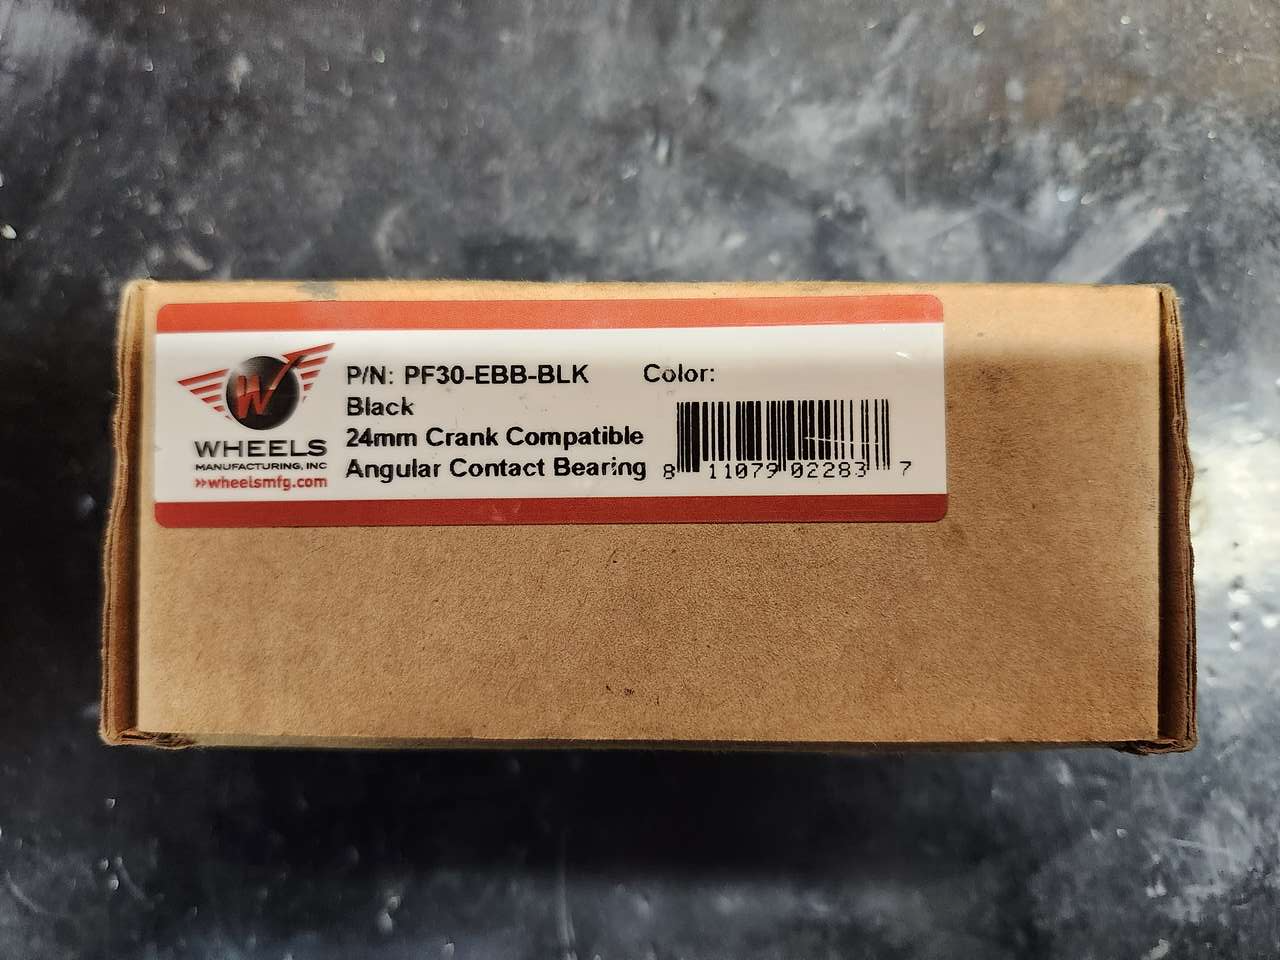 W
WHEELS
MANUFACTURING, INC
»wheelsmfg.com
P/N: PF30-EBB-BLK Color:
Black
24mm Crank Compatible
Angular Contact Bearing
8 11079 02283 7